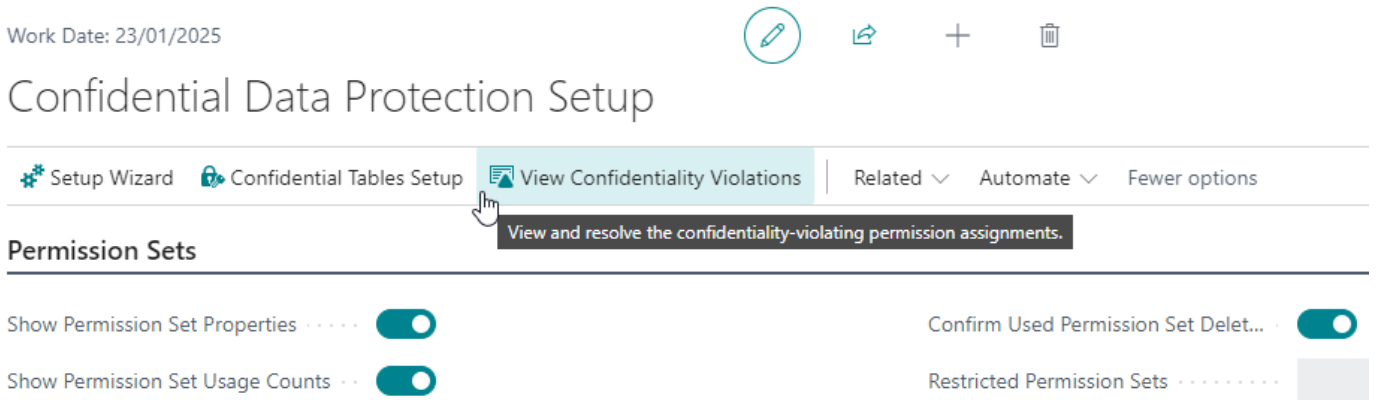 Work Date: 23/01/2025
Confidential Data Protection Setup
Setup Wizard Confidential Tables Setup View Confidentiality Violations Related Automate Fewer options
View and resolve the confidentiality-violating permission assignments.
Permission Sets
Show Permission Set Properties Confirm Used Permission Set Delet...
Show Permission Set Usage Counts Restricted Permission Sets